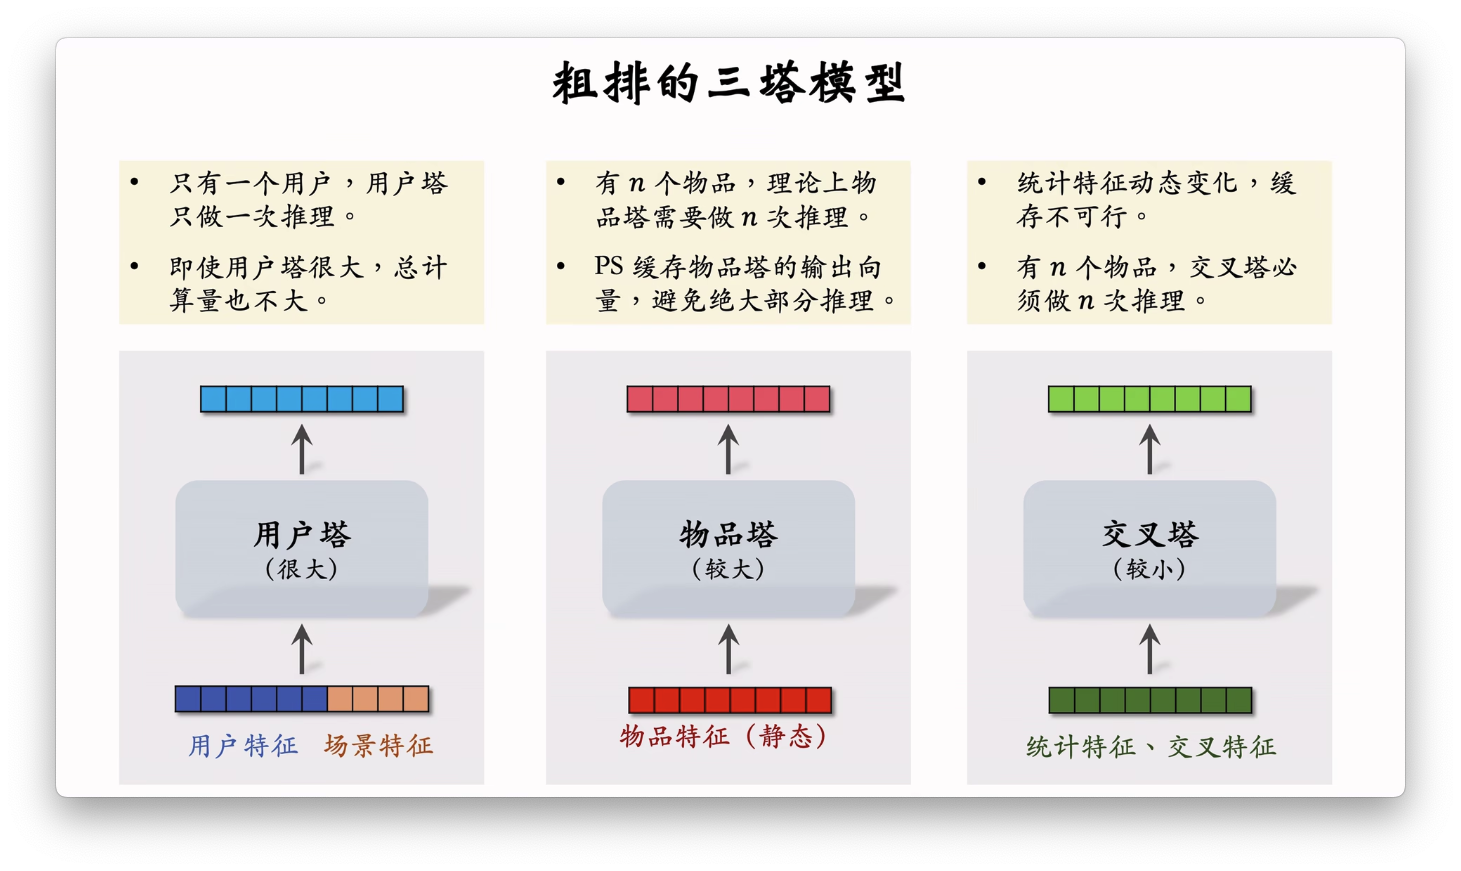 粗排的三塔模型
• 只有一个用户，用户塔
只做一次推理。
• 即使用户塔很大，总计
算量也不大。
• 有 n 个物品，理论上物
品塔需要做 n 次推理。
• PS 缓存物品塔的输出向
量，避免绝大部分推理。
• 统计特征动态变化，缓
存不可行。
• 有 n 个物品，交叉塔必
须做 n 次推理。
用户塔
（很大）
用户特征 场景特征
物品塔
（较大）
物品特征（静态）
交叉塔
（较小）
统计特征、交叉特征